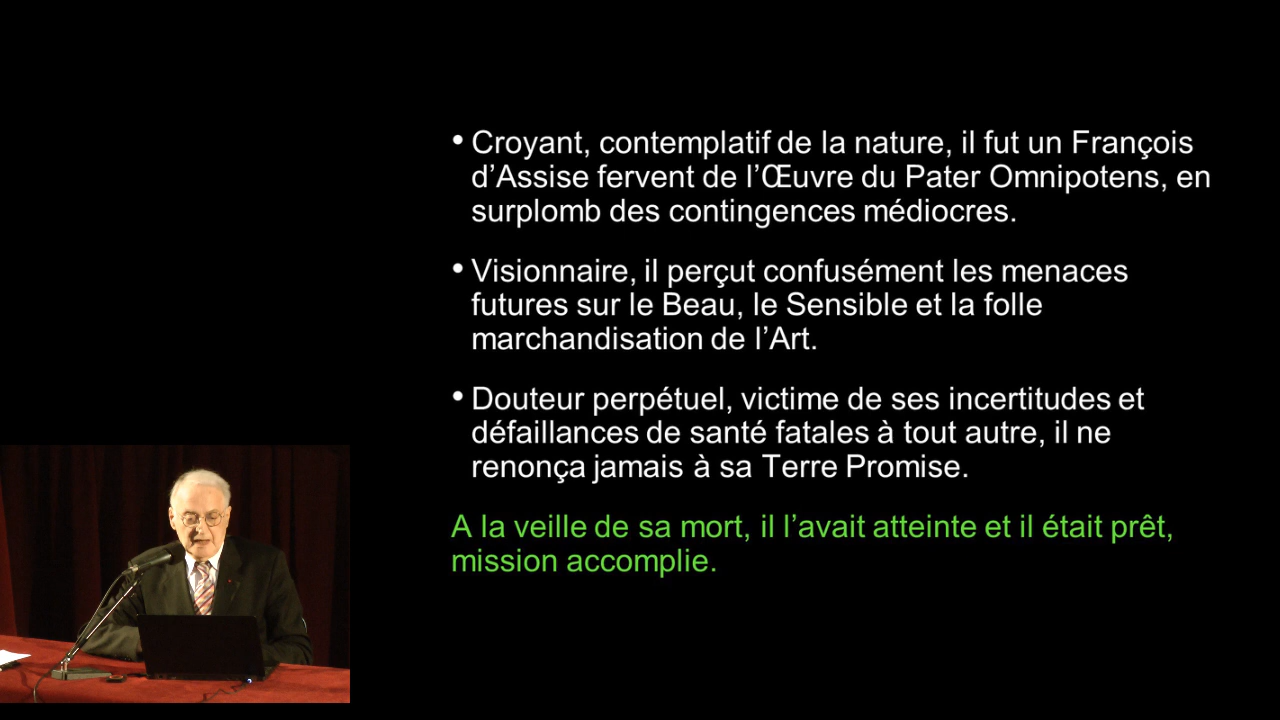 • Croyant, contemplatif de la nature, il fut un François
d’Assise fervent de l’Œuvre du Pater Omnipotens, en
surplomb des contingences médiocres.
• Visionnaire, il perçut confusément les menaces
futures sur le Beau, le Sensible et la folle
marchandisation de l’Art.
• Douteur perpétuel, victime de ses incertitudes et
défaillances de santé fatales à tout autre, il ne
renonça jamais à sa Terre Promise.
A la veille de sa mort, il l’avait atteinte et il était prêt,
mission accomplie.